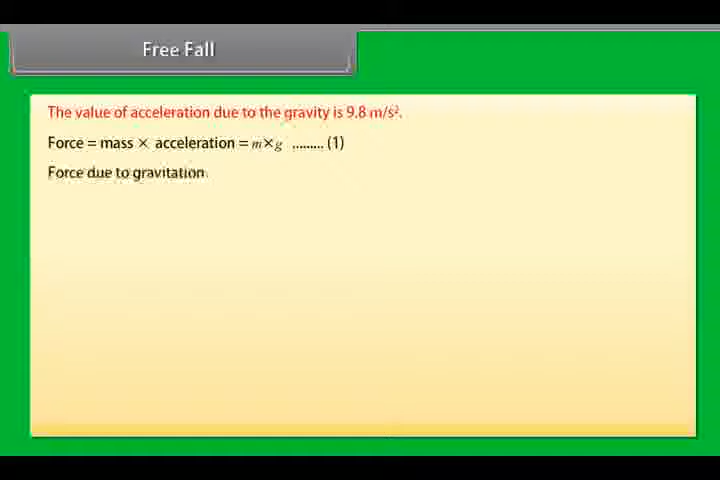 Free Fall
The value of acceleration due to the gravity is 9.8 m/s².
Force = mass × acceleration = m×g ......... (1)
Force due to gravitation